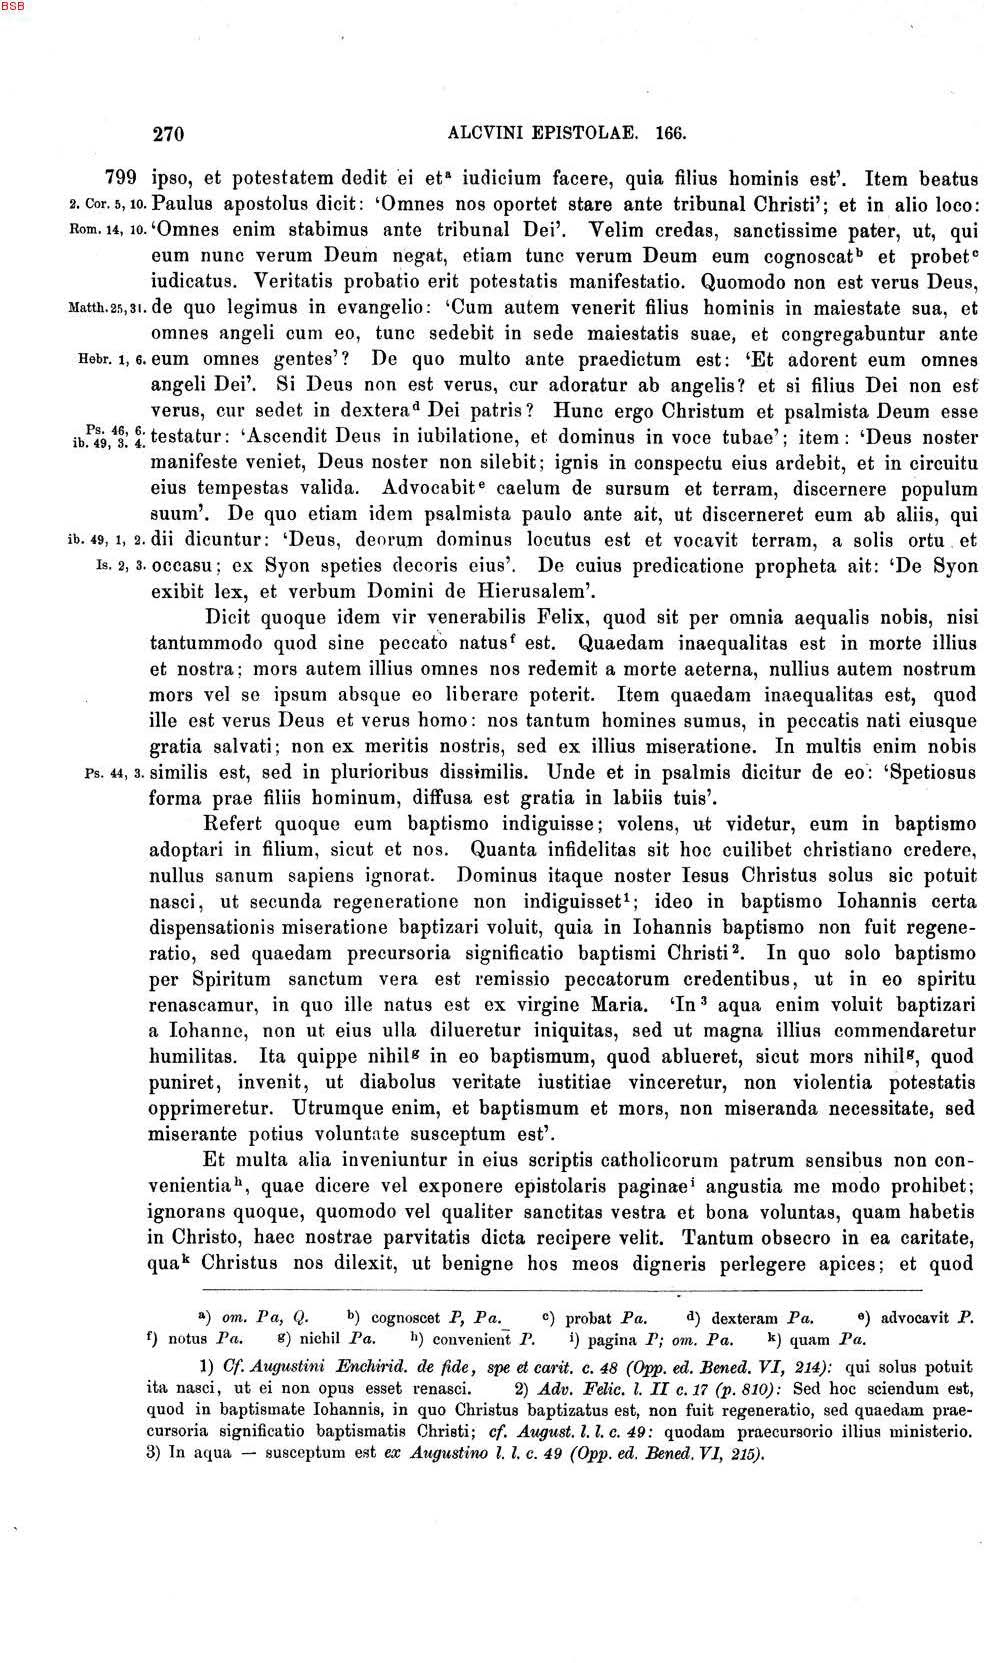 BSB
270 ALCVINI EPISTOLAE. 166.
799 ipso, et potestatem dedit ei etᵃ iudicium facere, quia filius hominis est’. Item beatus
2. Cor. 5, 10. Paulus apostolus dicit: ‘Omnes nos oportet stare ante tribunal Christi’; et in alio loco:
Rom. 14, 10. ‘Omnes enim stabimus ante tribunal Dei’. Velim credas, sanctissime pater, ut, qui
eum nunc verum Deum negat, etiam tunc verum Deum eum cognoscatᵇ et probetᶜ
iudicatus. Veritatis probatio erit potestatis manifestatio. Quomodo non est verus Deus,
Matth. 25, 31. de quo legimus in evangelio: ‘Cum autem venerit filius hominis in maiestate sua, et
omnes angeli cum eo, tunc sedebit in sede maiestatis suae, et congregabuntur ante
Hebr. 1, 6. eum omnes gentes’? De quo multo ante praedictum est: ‘Et adorent eum omnes
angeli Dei’. Si Deus non est verus, cur adoratur ab angelis? et si filius Dei non est
verus, cur sedet in dexteraᵈ Dei patris? Hunc ergo Christum et psalmista Deum esse
Ps. 46, 6. ib. 49, 3. 4. testatur: ‘Ascendit Deus in iubilatione, et dominus in voce tubae’; item: ‘Deus noster
manifeste veniet, Deus noster non silebit; ignis in conspectu eius ardebit, et in circuitu
eius tempestas valida. Advocabitᵉ caelum de sursum et terram, discernere populum
suum’. De quo etiam idem psalmista paulo ante ait, ut discerneret eum ab aliis, qui
ib. 49, 1, 2. dii dicuntur: ‘Deus, deorum dominus locutus est et vocavit terram, a solis ortu et
Is. 2, 3. occasu; ex Syon speties decoris eius’. De cuius predicatione propheta ait: ‘De Syon
exibit lex, et verbum Domini de Hierusalem’.
Dicit quoque idem vir venerabilis Felix, quod sit per omnia aequalis nobis, nisi
tantummodo quod sine peccato natusᶠ est. Quaedam inaequalitas est in morte illius
et nostra; mors autem illius omnes nos redemit a morte aeterna, nullius autem nostrum
mors vel se ipsum absque eo liberare poterit. Item quaedam inaequalitas est, quod
ille est verus Deus et verus homo: nos tantum homines sumus, in peccatis nati eiusque
gratia salvati; non ex meritis nostris, sed ex illius miseratione. In multis enim nobis
Ps. 44, 3. similis est, sed in plurioribus dissimilis. Unde et in psalmis dicitur de eo: ‘Spetiosus
forma prae filiis hominum, diffusa est gratia in labiis tuis’.
Refert quoque eum baptismo indiguisse; volens, ut videtur, eum in baptismo
adoptari in filium, sicut et nos. Quanta infidelitas sit hoc cuilibet christiano credere,
nullus sanum sapiens ignorat. Dominus itaque noster Iesus Christus solus sic potuit
nasci, ut secunda regeneratione non indiguisset¹; ideo in baptismo Iohannis certa
dispensationis miseratione baptizari voluit, quia in Iohannis baptismo non fuit regene-
ratio, sed quaedam precursoria significatio baptismi Christi². In quo solo baptismo
per Spiritum sanctum vera est remissio peccatorum credentibus, ut in eo spiritu
renascamur, in quo ille natus est ex virgine Maria. ‘In³ aqua enim voluit baptizari
a Iohanne, non ut eius ulla dilueretur iniquitas, sed ut magna illius commendaretur
humilitas. Ita quippe nihilᵍ in eo baptismum, quod ablueret, sicut mors nihilᵍ, quod
puniret, invenit, ut diabolus veritate iustitiae vinceretur, non violentia potestatis
opprimeretur. Utrumque enim, et baptismum et mors, non miseranda necessitate, sed
miserante potius voluntate susceptum est’.
Et multa alia inveniuntur in eius scriptis catholicorum patrum sensibus non con-
venientiaʰ, quae dicere vel exponere epistolaris paginaeⁱ angustia me modo prohibet;
ignorans quoque, quomodo vel qualiter sanctitas vestra et bona voluntas, quam habetis
in Christo, haec nostrae parvitatis dicta recipere velit. Tantum obsecro in ea caritate,
quaᵏ Christus nos dilexit, ut benigne hos meos digneris perlegere apices; et quod
ᵃ) om. Pa, Q. ᵇ) cognoscet P, Pa. ᶜ) probat Pa. ᵈ) dexteram Pa. ᵉ) advocavit P.
ᶠ) notus Pa. ᵍ) nichil Pa. ʰ) convenient P. ⁱ) pagina P; om. Pa. ᵏ) quam Pa.
1) Cf. Augustini Enchirid. de fide, spe et carit. c. 48 (Opp. ed. Bened. VI, 214): qui solus potuit
ita nasci, ut ei non opus esset renasci. 2) Adv. Felic. l. II c. 17 (p. 810): Sed hoc sciendum est,
quod in baptismate Iohannis, in quo Christus baptizatus est, non fuit regeneratio, sed quaedam prae-
cursoria significatio baptismatis Christi; cf. August. l. l. c. 49: quodam praecursorio illius ministerio.
3) In aqua — susceptum est ex Augustino l. l. c. 49 (Opp. ed. Bened. VI, 215).